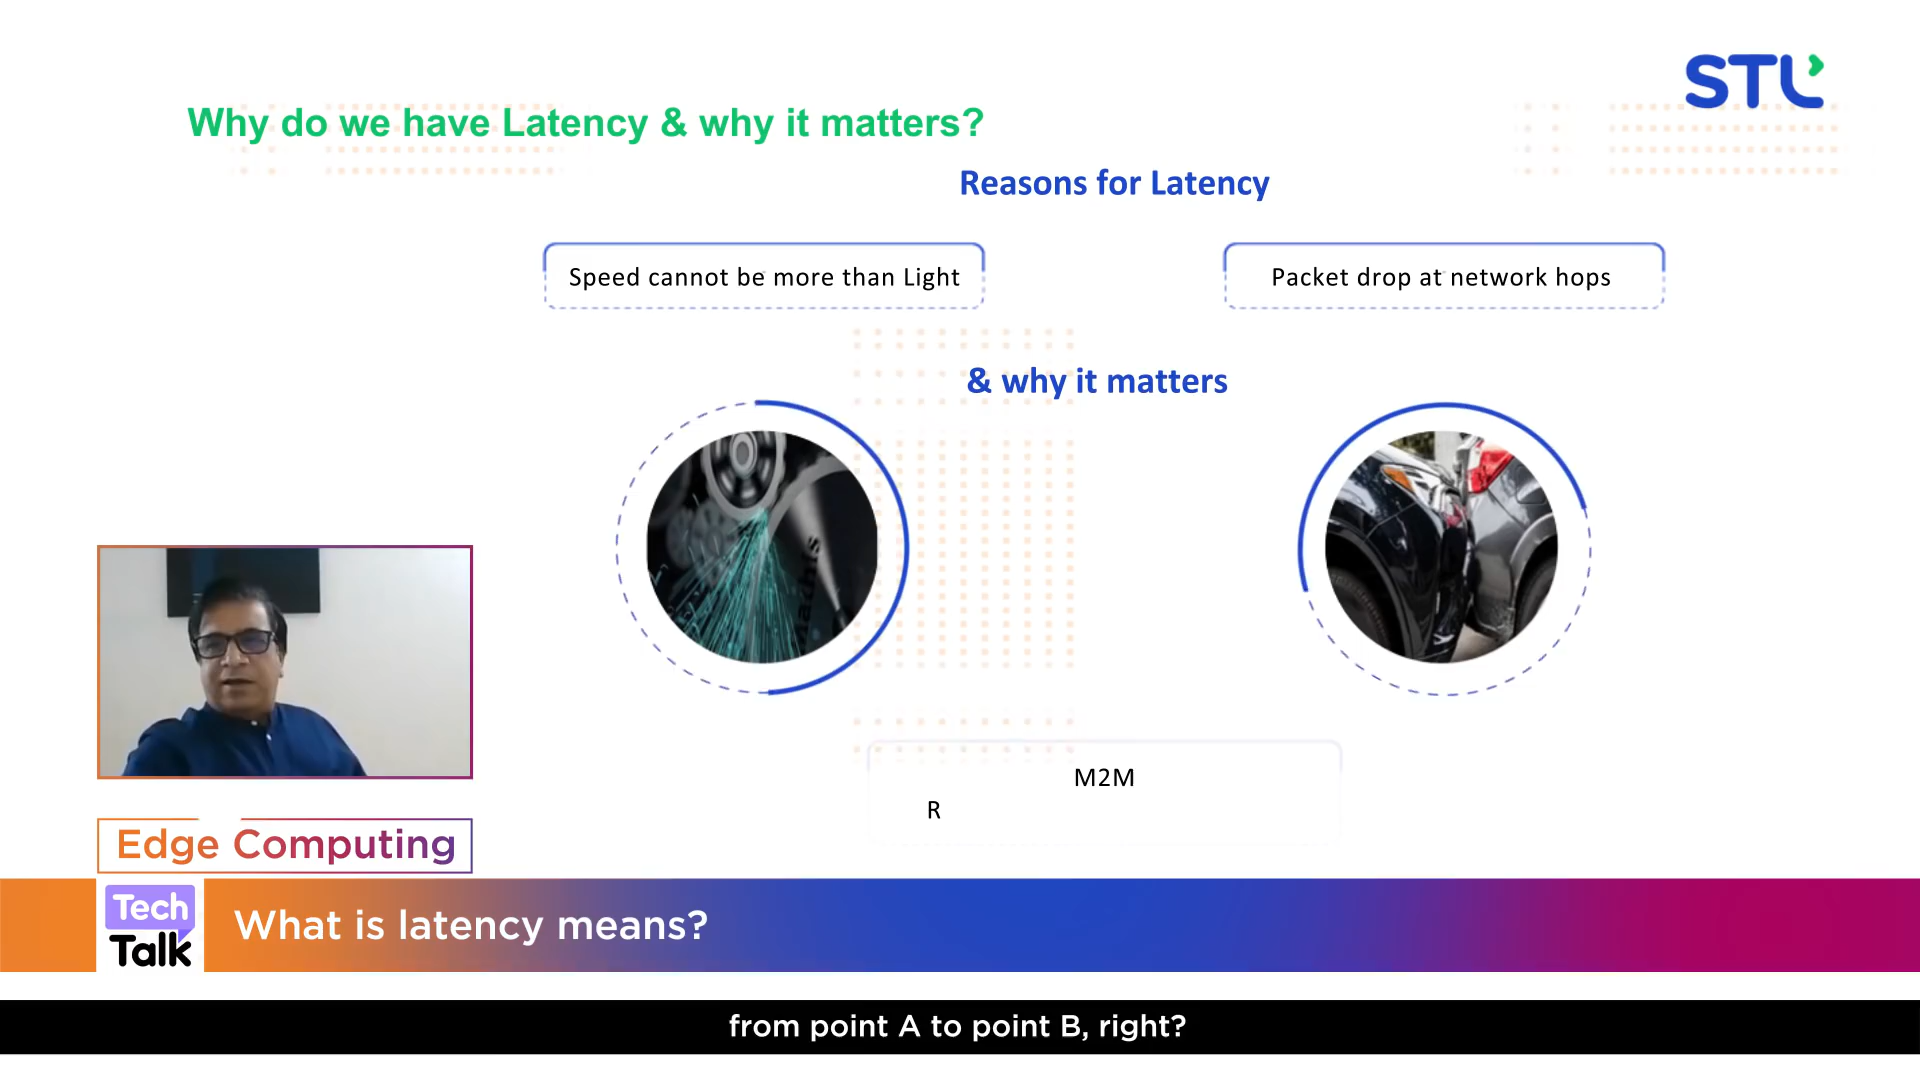 STL
Why do we have Latency & why it matters?
Reasons for Latency
Speed cannot be more than Light
Packet drop at network hops
& why it matters
M2M
R
Edge Computing
Tech
Talk
What is latency means?
from point A to point B, right?